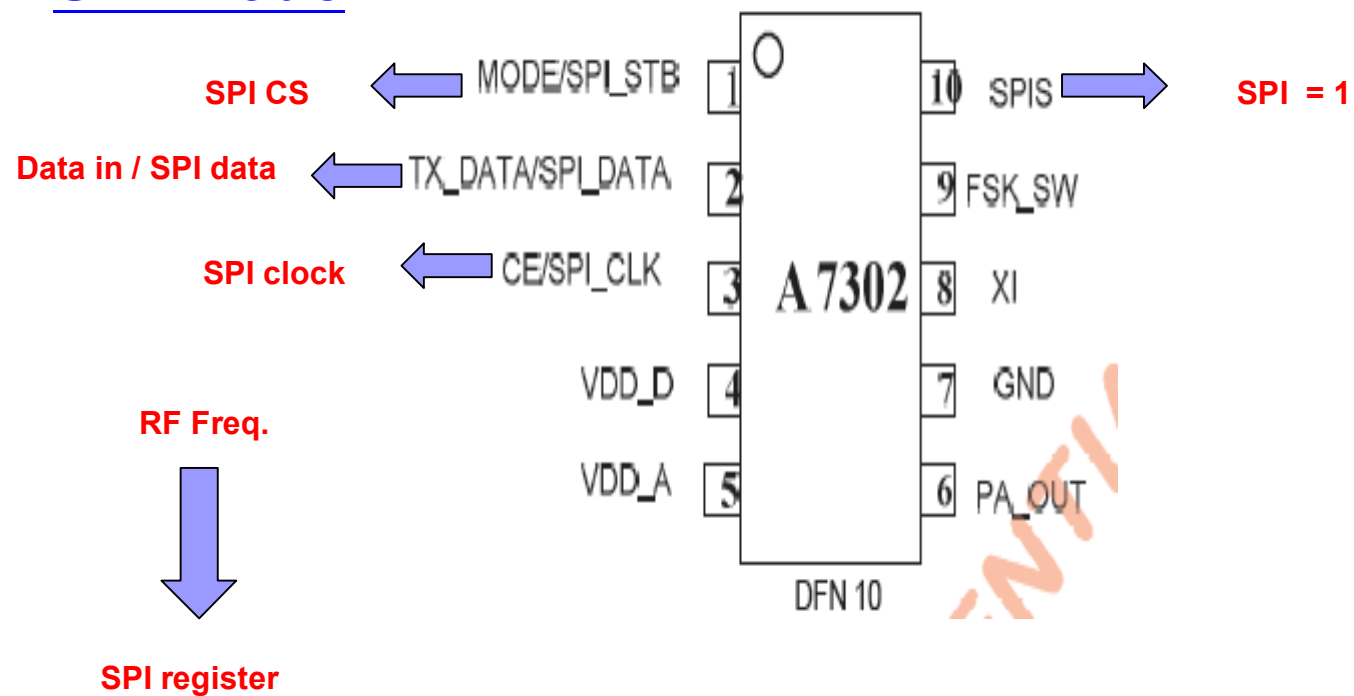 SPI CS
MODE/SPI_STB
1
10
SPIS
SPI = 1
Data in / SPI data
TX_DATA/SPI_DATA
2
9
FSK_SW
SPI clock
CE/SPI_CLK
3
A7302
8
XI
VDD_D
4
7
GND
RF Freq.
VDD_A
5
6
PA_OUT
DFN 10
SPI register